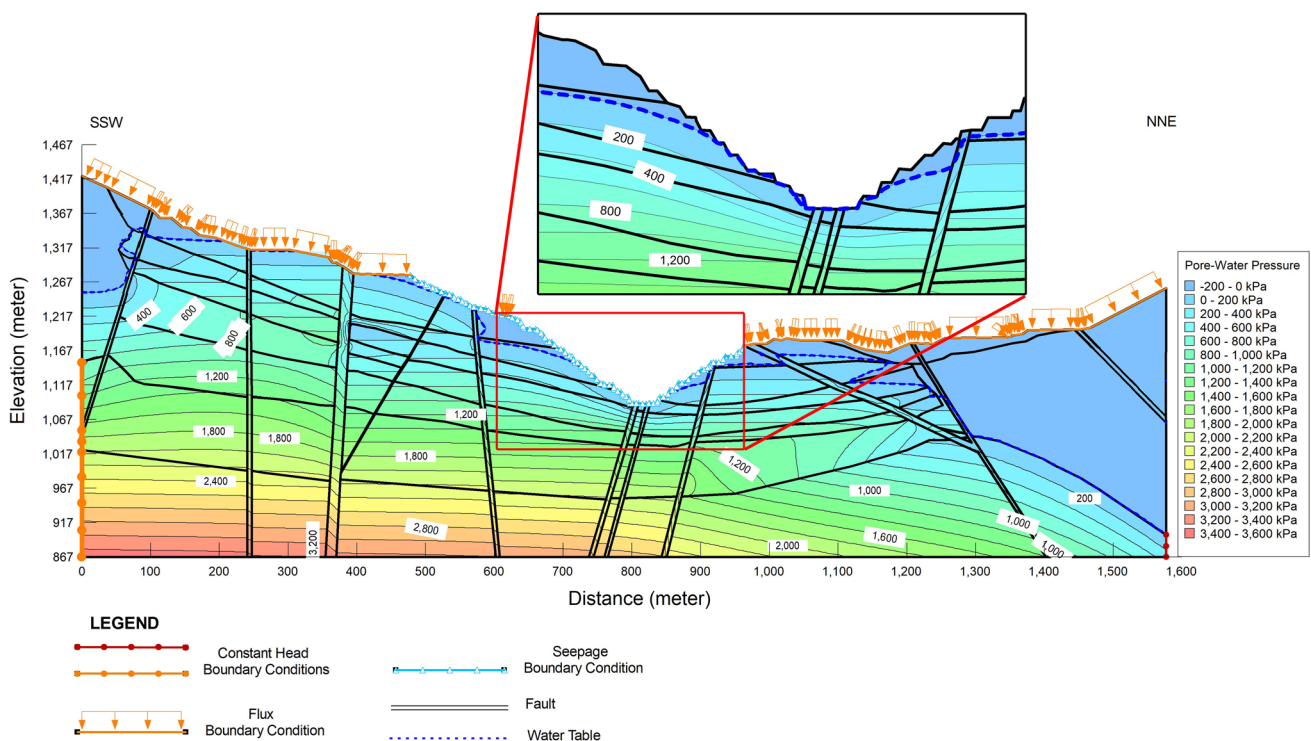 SSW
NNE
1,467
1,417
1,367
1,317
1,267
1,217
1,167
1,117
1,067
1,017
967
917
867
Elevation (meter)
200
400
800
1,200
400
600
800
1,200
1,800
1,800
2,400
3,200
1,200
1,800
2,800
1,200
1,000
2,000
1,600
1,000
1,000
200
0
100
200
300
400
500
600
700
800
900
1,000
1,100
1,200
1,300
1,400
1,500
1,600
Distance (meter)
Pore-Water Pressure
-200 - 0 kPa
0 - 200 kPa
200 - 400 kPa
400 - 600 kPa
600 - 800 kPa
800 - 1,000 kPa
1,000 - 1,200 kPa
1,200 - 1,400 kPa
1,400 - 1,600 kPa
1,600 - 1,800 kPa
1,800 - 2,000 kPa
2,000 - 2,200 kPa
2,200 - 2,400 kPa
2,400 - 2,600 kPa
2,600 - 2,800 kPa
2,800 - 3,000 kPa
3,000 - 3,200 kPa
3,200 - 3,400 kPa
3,400 - 3,600 kPa
LEGEND
Constant Head
Boundary Conditions
Flux
Boundary Condition
Seepage
Boundary Condition
Fault
Water Table